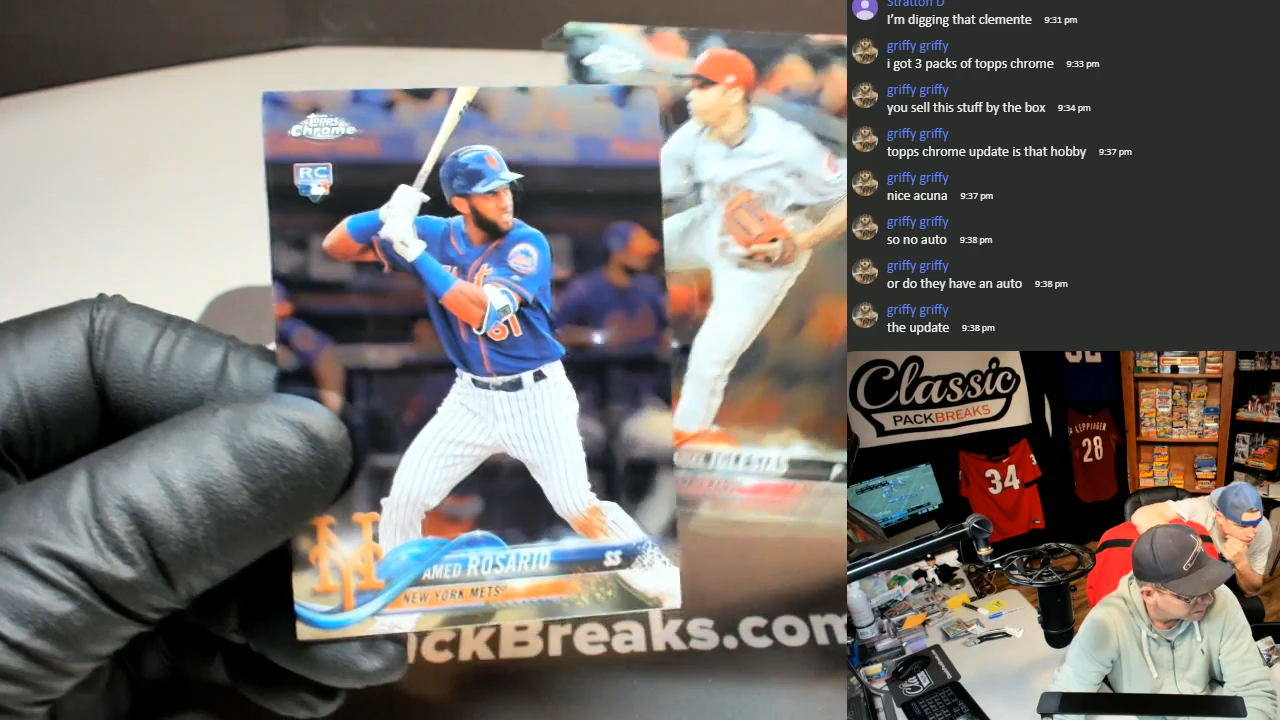 Stratton D
I'm digging that clemente 9:31 pm
griffy griffy
i got 3 packs of topps chrome 9:33 pm
griffy griffy
you sell this stuff by the box 9:34 pm
griffy griffy
topps chrome update is that hobby 9:37 pm
griffy griffy
nice acuna 9:37 pm
griffy griffy
so no auto 9:38 pm
griffy griffy
or do they have an auto 9:38 pm
griffy griffy
the update 9:38 pm
TOPPS
Chrome
RC
61
AMED ROSARIO SS
NEW YORK METS
IGLESIAS
ckBreaks.com
Classic
PACKBREAKS
34
LEPPINGER
28